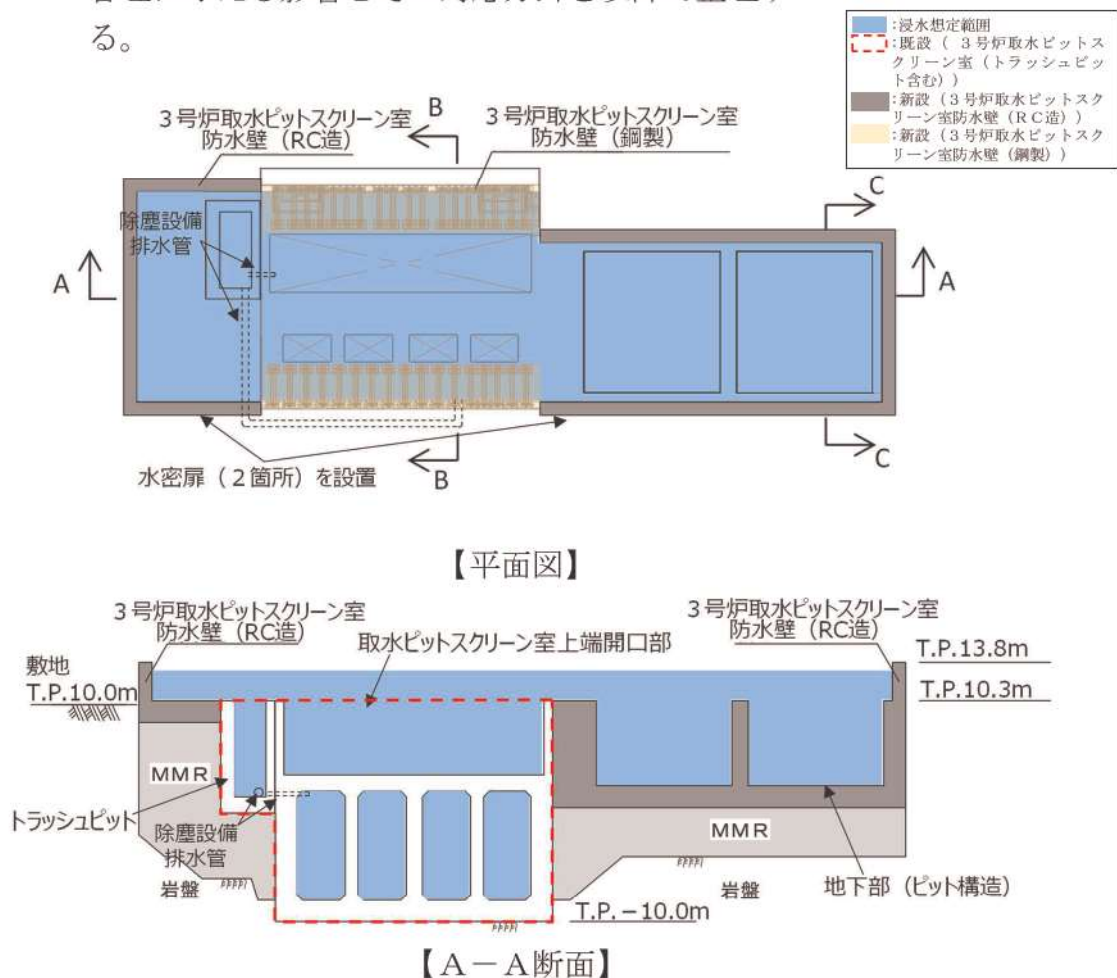 る。
:浸水想定範囲
:既設( 3号炉取水ピットス
クリーン室(トラッシュピッ
ト含む))
:新設(3号炉取水ピットスク
リーン室防水壁(RC造))
:新設(3号炉取水ピットスク
リーン室防水壁(鋼製))
3号炉取水ピットスクリーン室
防水壁(RC造)
B
3号炉取水ピットスクリーン室
防水壁(鋼製)
C
除塵設備
排水管
A
A
水密扉(2箇所)を設置
B
C
【平面図】
3号炉取水ピットスクリーン室
防水壁(RC造)
取水ピットスクリーン室上端開口部
3号炉取水ピットスクリーン室
防水壁(RC造)
敷地
T.P.10.0m
T.P.13.8m
T.P.10.3m
MMR
トラッシュピット
除塵設備
排水管
MMR
岩盤
岩盤
地下部(ピット構造)
T.P.-10.0m
【A-A断面】